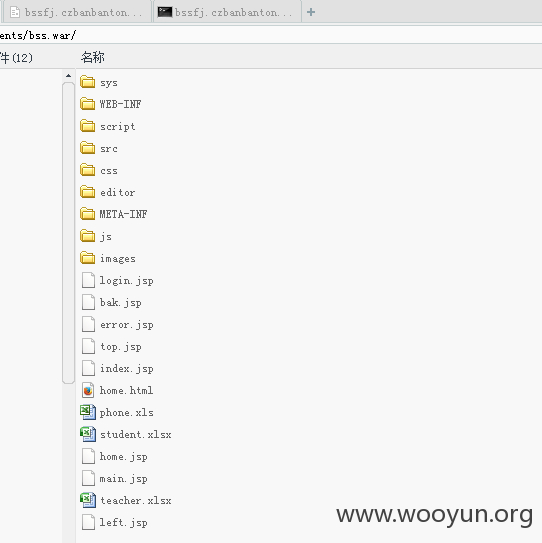 bssfj.czbanbanton...
bssfj.czbanbanton...
ents/bss.war/
件(12)
名称
sys
WEB-INF
script
src
css
editor
META-INF
js
images
login.jsp
bak.jsp
error.jsp
top.jsp
index.jsp
home.html
phone.xls
student.xlsx
home.jsp
main.jsp
teacher.xlsx
left.jsp
www.wooyun.org